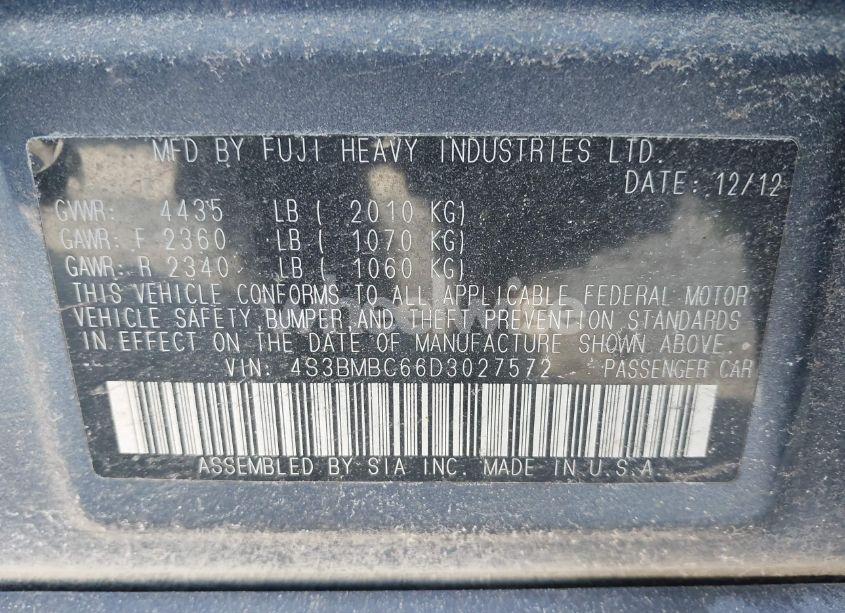 MFD BY FUJI HEAVY INDUSTRIES LTD.
DATE: 12/12
GVWR: 4435 LB ( 2010 KG)
GAWR: F 2360 LB ( 1070 KG)
GAWR: R 2340 LB ( 1060 KG)
THIS VEHICLE CONFORMS TO ALL APPLICABLE FEDERAL MOTOR
VEHICLE SAFETY, BUMPER, AND THEFT PREVENTION STANDARDS
IN EFFECT ON THE DATE OF MANUFACTURE SHOWN ABOVE.
VIN: 4S3BMBC66D3027572 PASSENGER CAR
ASSEMBLED BY SIA INC. MADE IN U.S.A